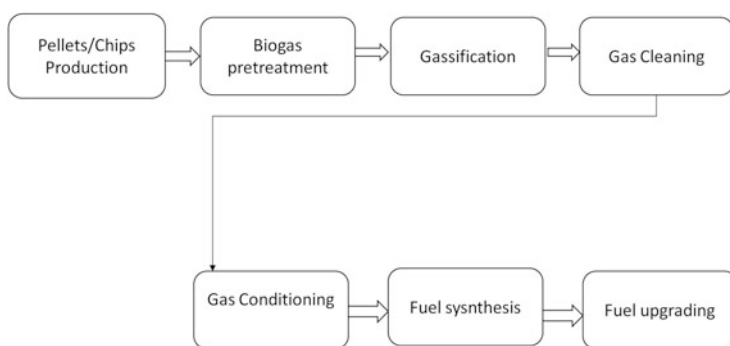 Pellets/Chips
Production
Biogas
pretreatment
Gassification
Gas Cleaning
Gas Conditioning
Fuel sysnthesis
Fuel upgrading